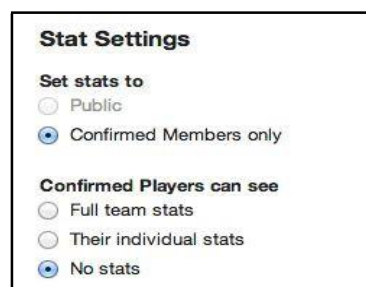 Stat Settings
Set stats to
Public
Confirmed Members only
Confirmed Players can see
Full team stats
Their individual stats
No stats